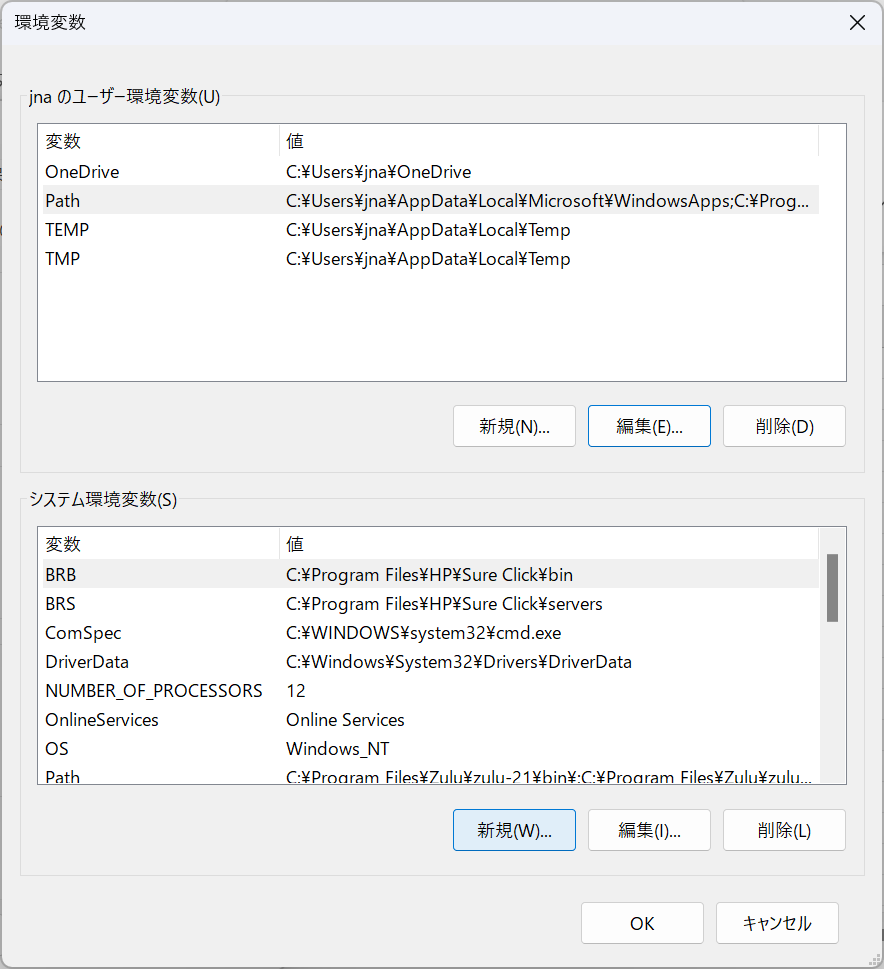 環境変数
jna のユーザー環境変数(U)
変数 値
OneDrive C:¥Users¥jna¥OneDrive
Path C:¥Users¥jna¥AppData¥Local¥Microsoft¥WindowsApps;C:¥Prog...
TEMP C:¥Users¥jna¥AppData¥Local¥Temp
TMP C:¥Users¥jna¥AppData¥Local¥Temp
新規(N)... 編集(E)... 削除(D)
システム環境変数(S)
変数 値
BRB C:¥Program Files¥HP¥Sure Click¥bin
BRS C:¥Program Files¥HP¥Sure Click¥servers
ComSpec C:¥WINDOWS¥system32¥cmd.exe
DriverData C:¥Windows¥System32¥Drivers¥DriverData
NUMBER_OF_PROCESSORS 12
OnlineServices Online Services
OS Windows_NT
Path C:¥Program Files¥Zulu¥zulu-21¥bin¥;C:¥Program Files¥Zulu¥zulu...
新規(W)... 編集(I)... 削除(L)
OK キャンセル